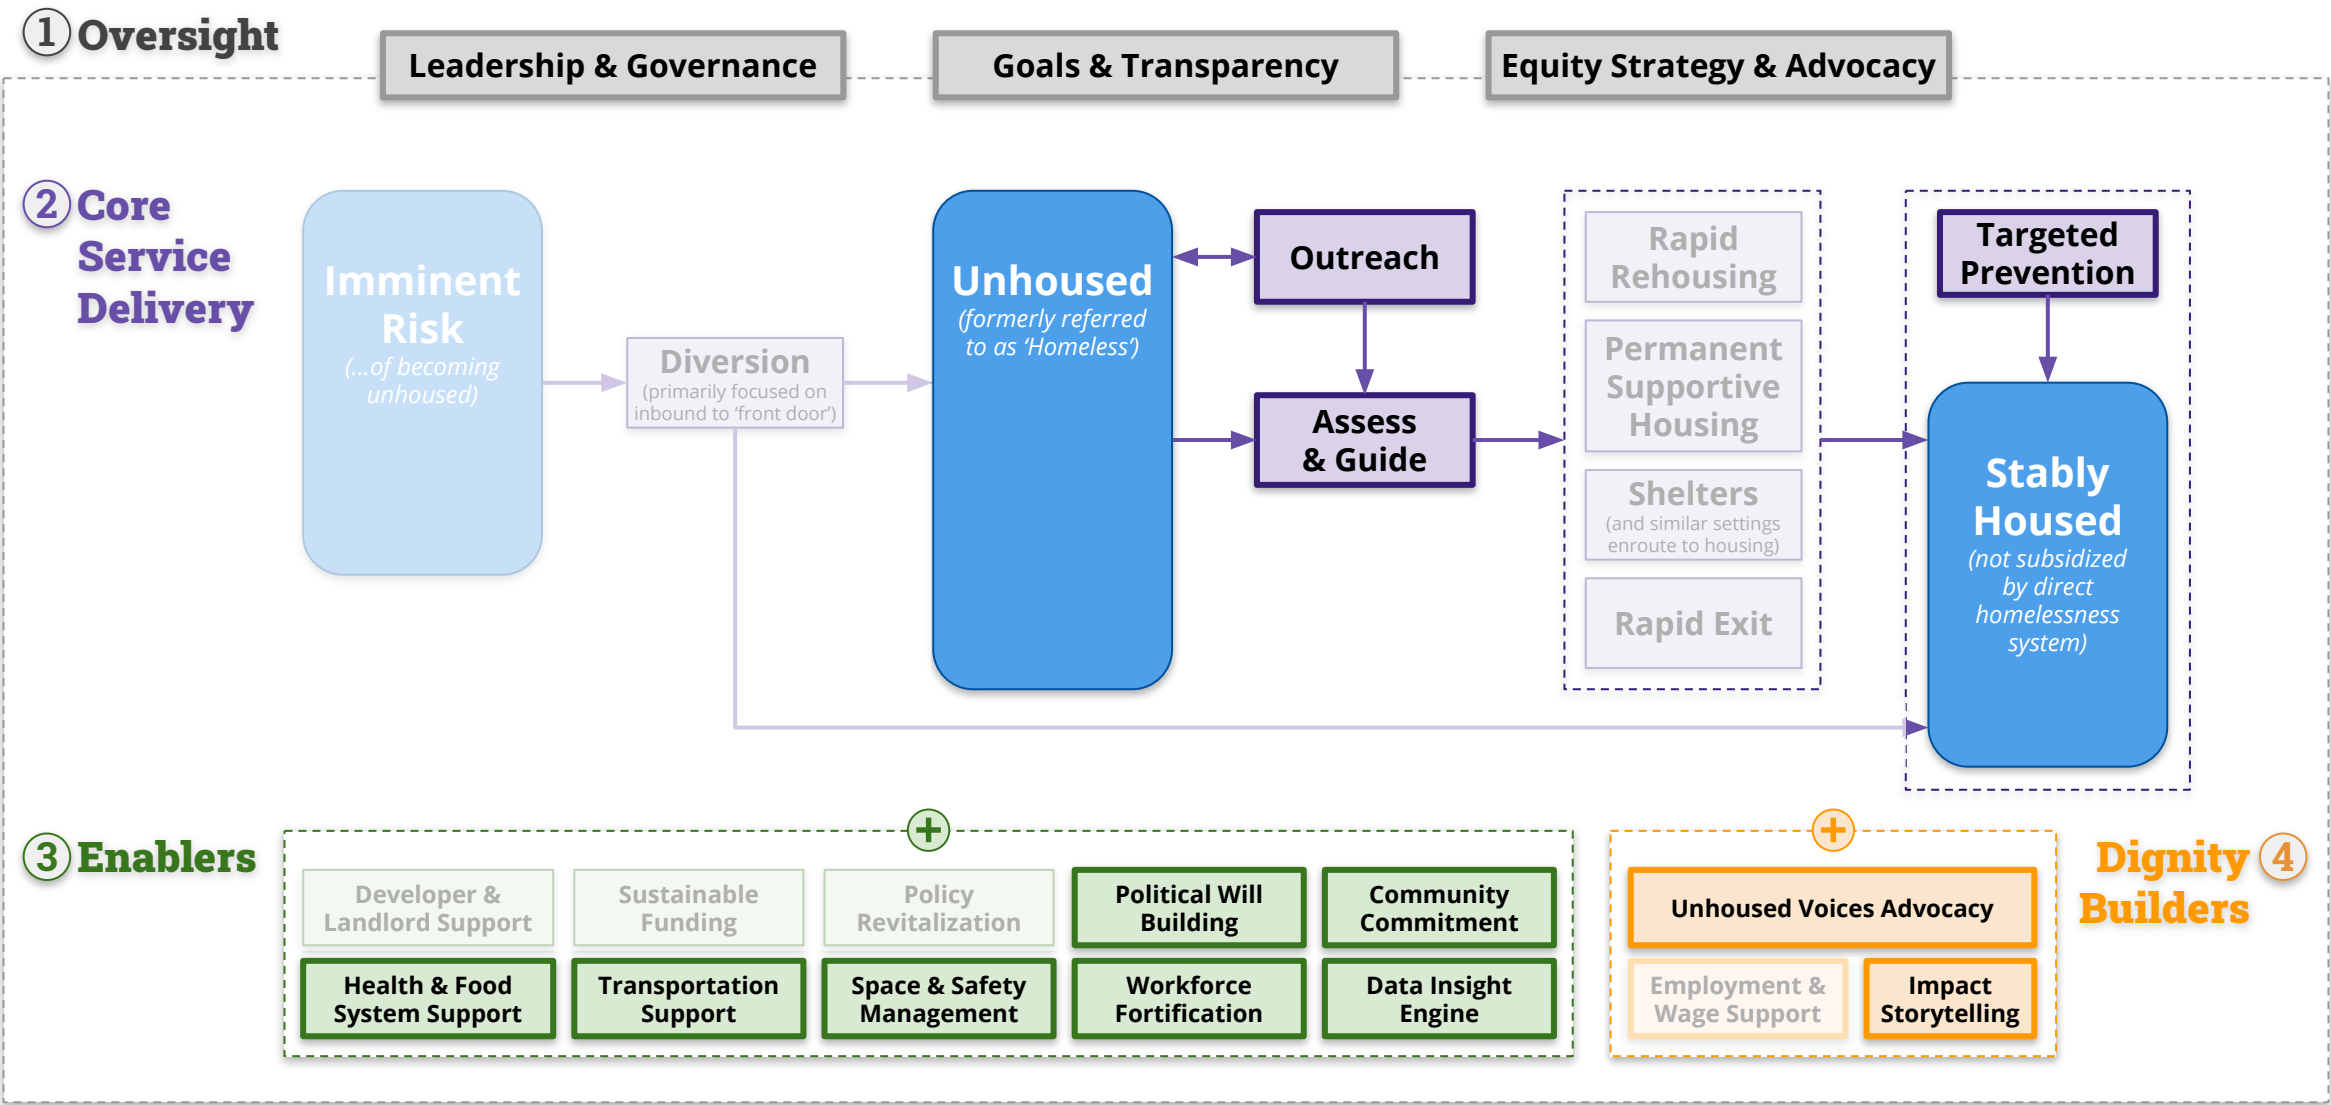 1 Oversight
Leadership & Governance
Goals & Transparency
Equity Strategy & Advocacy
2 Core
Service
Delivery
Imminent
Risk
(...of becoming
unhoused)
Diversion
(primarily focused on
inbound to ‘front door’)
Unhoused
(formerly referred
to as ‘Homeless’)
Outreach
Assess
& Guide
Rapid
Rehousing
Permanent
Supportive
Housing
Shelters
(and similar settings
enroute to housing)
Rapid Exit
Targeted
Prevention
Stably
Housed
(not subsidized
by direct
homelessness
system)
3 Enablers
+
Developer &
Landlord Support
Sustainable
Funding
Policy
Revitalization
Political Will
Building
Community
Commitment
Health & Food
System Support
Transportation
Support
Space & Safety
Management
Workforce
Fortification
Data Insight
Engine
+
Unhoused Voices Advocacy
Employment &
Wage Support
Impact
Storytelling
Dignity 4
Builders